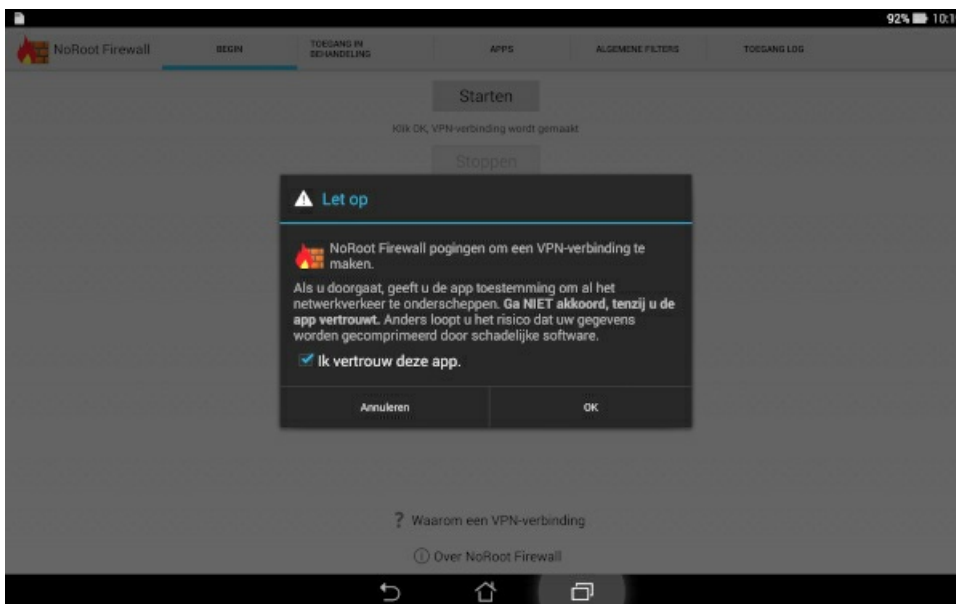 92% 10:1
NoRoot Firewall
BEGIN
TOEGANG IN
BEHANDELING
APPS
ALGEMENE FILTERS
TOEGANG LOG
Starten
Klik OK, VPN-verbinding wordt gemaakt
Stoppen
Let op
NoRoot Firewall pogingen om een VPN-verbinding te
maken.
Als u doorgaat, geeft u de app toestemming om al het
netwerkverkeer te onderscheppen. Ga NIET akkoord, tenzij u de
app vertrouwt. Anders loopt u het risico dat uw gegevens
worden gecomprimeerd door schadelijke software.
Ik vertrouw deze app.
Annuleren
OK
? Waarom een VPN-verbinding
Over NoRoot Firewall